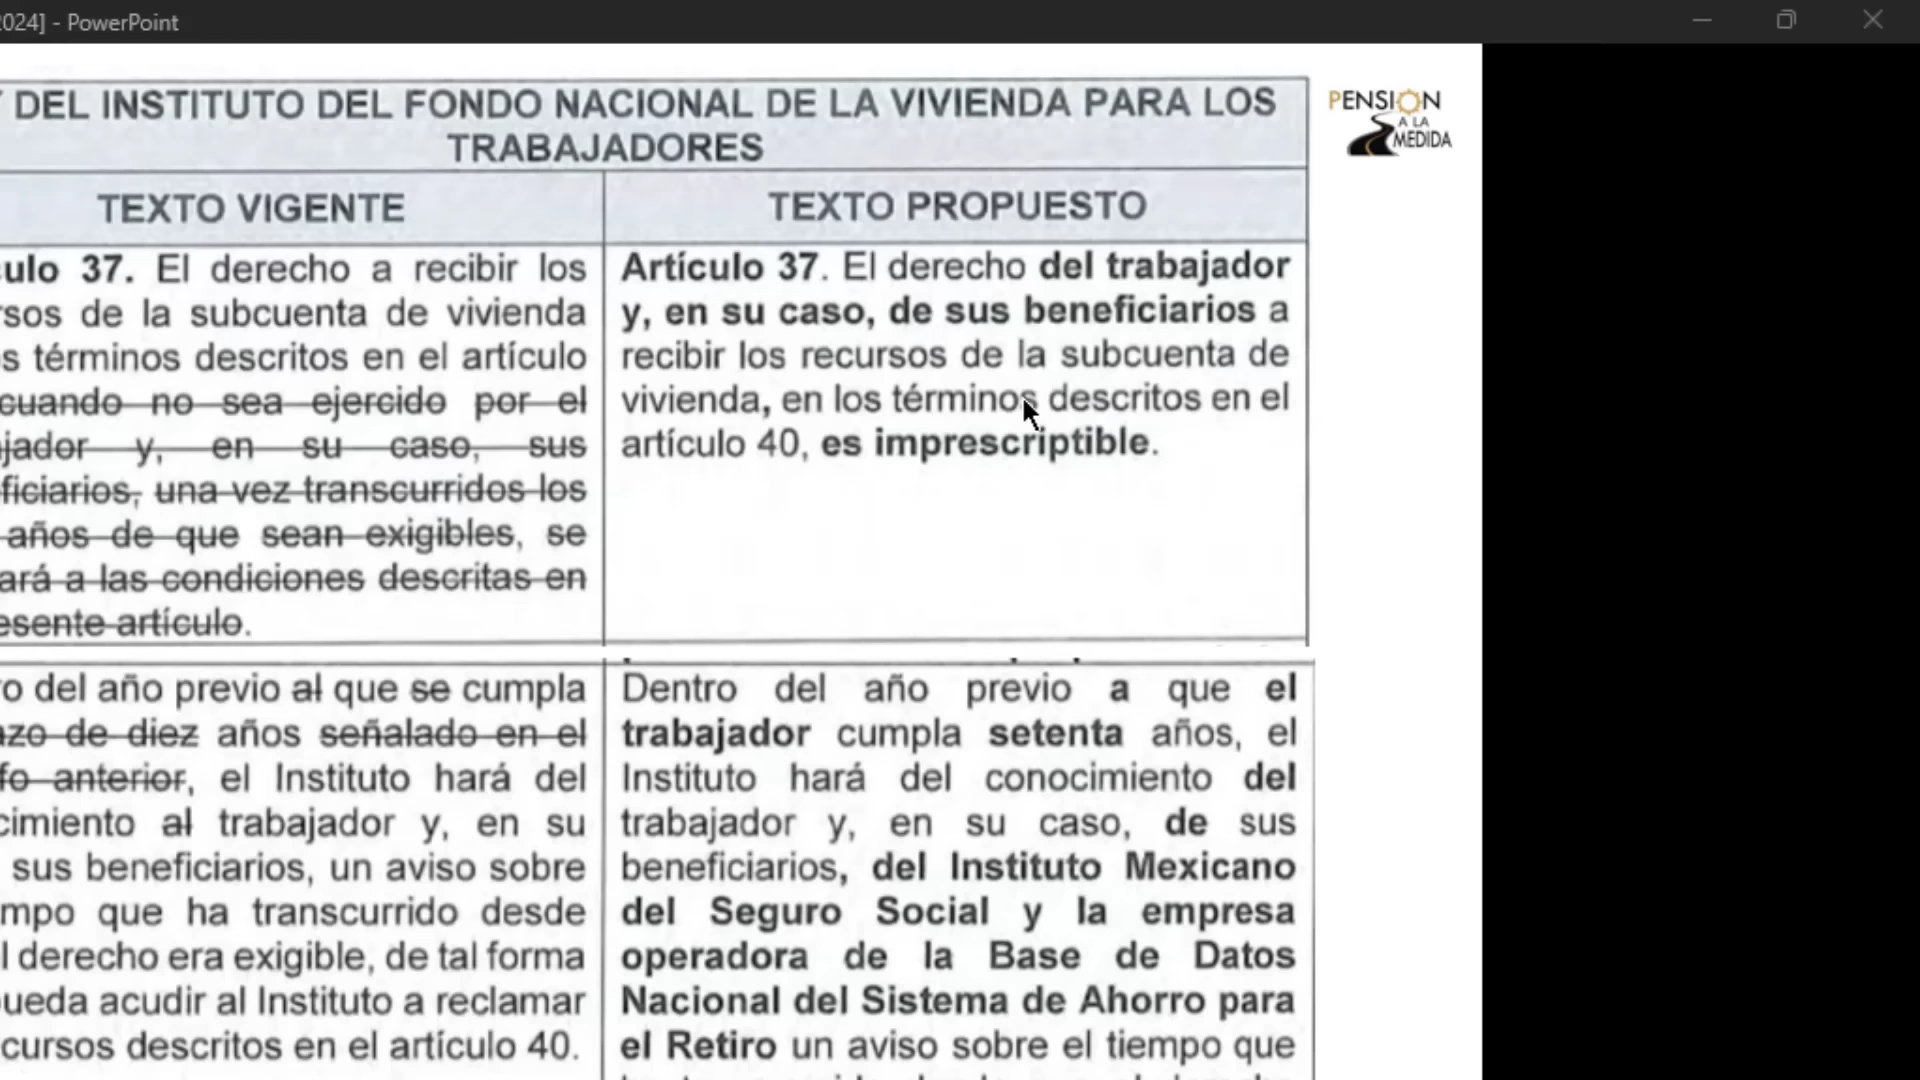 2024] - PowerPoint
DEL INSTITUTO DEL FONDO NACIONAL DE LA VIVIENDA PARA LOS
TRABAJADORES
PENSION
A LA
MEDIDA
TEXTO VIGENTE
culo 37. El derecho a recibir los
rsos de la subcuenta de vivienda
s términos descritos en el artículo
cuando no sea ejercido por el
ajador y, en su caso, sus
ficiarios, una vez transcurridos los
años de que sean exigibles, se
ará a las condiciones descritas en
esente artículo.
ro del año previo al que se cumpla
azo de diez años señalado en el
fo anterior, el Instituto hará del
cimiento al trabajador y, en su
sus beneficiarios, un aviso sobre
mpo que ha transcurrido desde
l derecho era exigible, de tal forma
ueda acudir al Instituto a reclamar
cursos descritos en el artículo 40.
TEXTO PROPUESTO
Artículo 37. El derecho del trabajador
y, en su caso, de sus beneficiarios a
recibir los recursos de la subcuenta de
vivienda, en los términos descritos en el
artículo 40, es imprescriptible.
Dentro del año previo a que el
trabajador cumpla setenta años, el
Instituto hará del conocimiento del
trabajador y, en su caso, de sus
beneficiarios, del Instituto Mexicano
del Seguro Social y la empresa
operadora de la Base de Datos
Nacional del Sistema de Ahorro para
el Retiro un aviso sobre el tiempo que